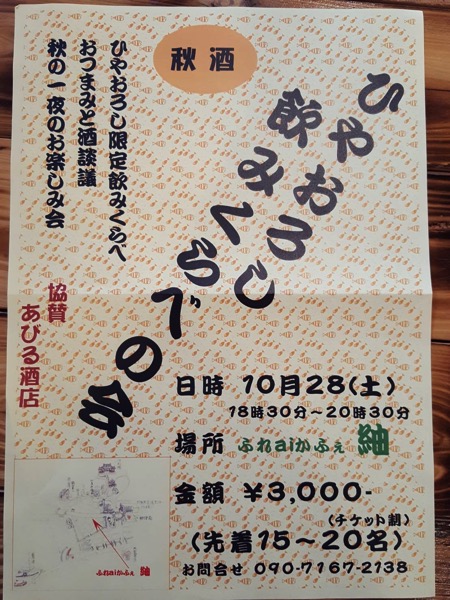 秋酒
ひやおろし
飲みくらべの会
ひやおろし限定飲みくらべ
おつまみと酒談議
秋の一夜のお楽しみ会
協賛
あびる酒店
日時 10月28(土)
18時30分～20時30分
場所 ふれaiかふぇ 紬
金額 ¥3,000-
(チケット制)
(先着15～20名)
お問合せ 090-7167-2138
ふれaiかふぇ 紬